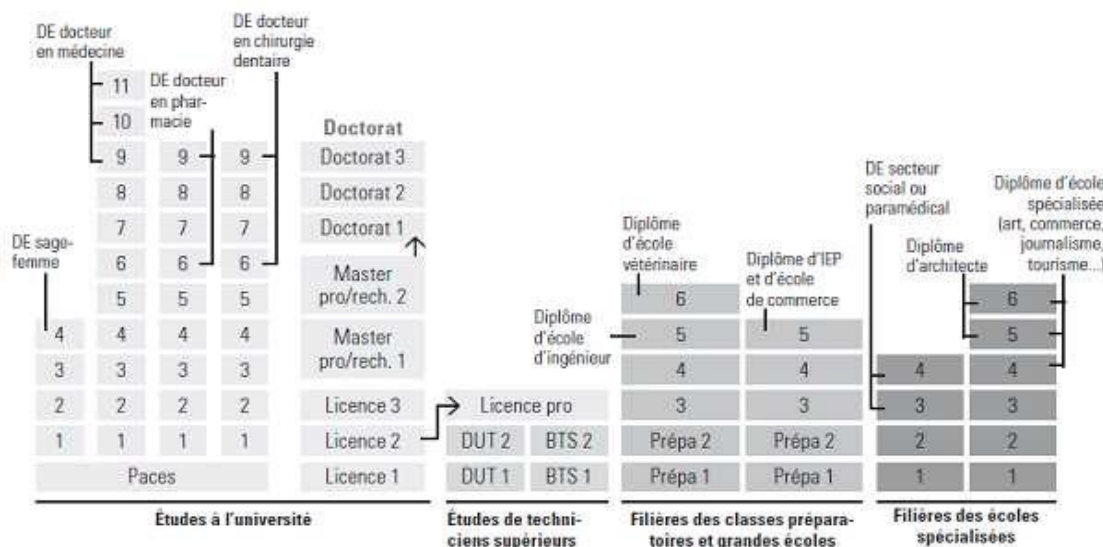 DE docteur
en médecine
DE docteur
en chirurgie
dentaire
DE docteur
en phar-
macie
11
10
Doctorat
9 9 9 Doctorat 3
8 8 8 Doctorat 2
7 7 7 Doctorat 1
DE sage-
femme
6 6 6
Master
pro/rech. 2
5 5 5
4 4 4 4
Master
pro/rech. 1
3 3 3 3
2 2 2 2 Licence 3
1 1 1 1 Licence 2
Paces Licence 1
Études à l'université
Licence pro
DUT 2 BTS 2
DUT 1 BTS 1
Études de techni-
ciens supérieurs
Diplôme
d'école
vétérinaire
Diplôme d'IEP
et d'école
de commerce
Diplôme
d'école
d'ingénieur
6
5 5
4 4
3 3
Prépa 2 Prépa 2
Prépa 1 Prépa 1
Filières des classes prépara-
toires et grandes écoles
DE secteur
social ou
paramédical
Diplôme
d'architecte
Diplôme d'école
spécialisée
(art, commerce,
journalisme,
tourisme...)
6
5
4 4
3 3
2 2
1 1
Filières des écoles
spécialisées